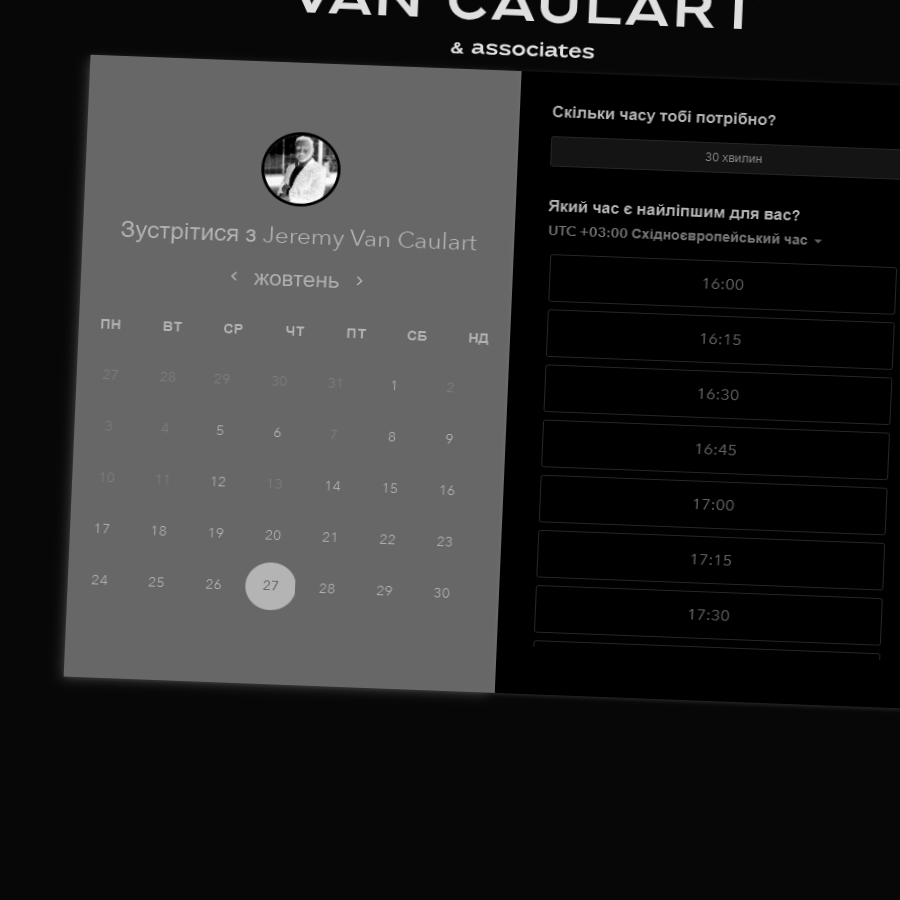 VAN CAULART
& associates
Зустрітися з Jeremy Van Caulart
жовтень
ПН ВТ СР ЧТ ПТ СБ НД
27 28 29 30 31 1 2
3 4 5 6 7 8 9
10 11 12 13 14 15 16
17 18 19 20 21 22 23
24 25 26 27 28 29 30
Скільки часу тобі потрібно?
30 хвилин
Який час є найліпшим для вас?
UTC +03:00 Східноєвропейський час
16:00
16:15
16:30
16:45
17:00
17:15
17:30